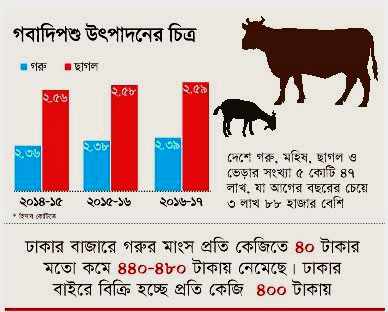 গবাদিপশু উৎপাদনের চিত্র
গরু ছাগল
২.৩৬ ২.৫৬ ২.৩৮ ২.৫৮ ২.৩৯ ২.৫৯
২০১৪-১৫ ২০১৫-১৬ ২০১৬-১৭
* হিসাব কোটিতে
দেশে গরু, মহিষ, ছাগল ও
ভেড়ার সংখ্যা ৫ কোটি ৪৭
লাখ, যা আগের বছরের চেয়ে
৩ লাখ ৮৮ হাজার বেশি
ঢাকার বাজারে গরুর মাংস প্রতি কেজিতে ৪০ টাকার
মতো কমে ৪৪০-৪৮০ টাকায় নেমেছে। ঢাকার
বাইরে বিক্রি হচ্ছে প্রতি কেজি ৪০০ টাকায়